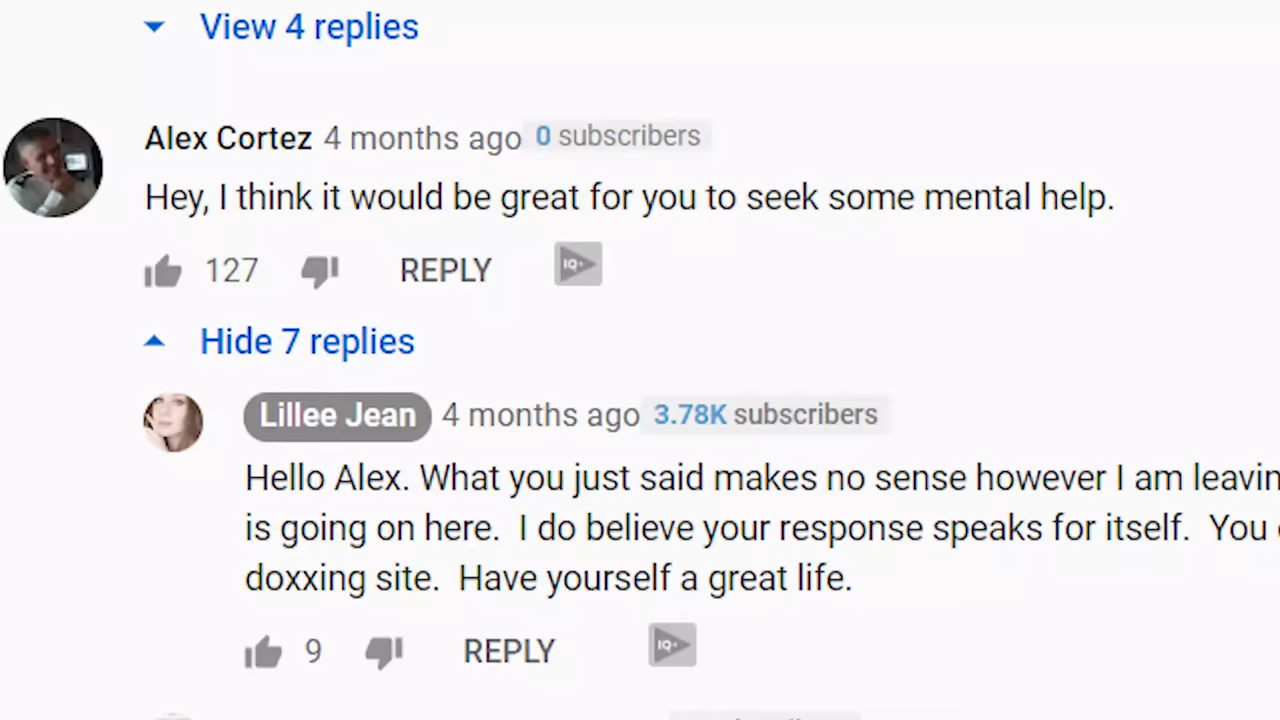 View 4 replies
Alex Cortez 4 months ago 0 subscribers
Hey, I think it would be great for you to seek some mental help.
127 REPLY IQ+
Hide 7 replies
Lillee Jean 4 months ago 3.78K subscribers
Hello Alex. What you just said makes no sense however I am leavin
is going on here. I do believe your response speaks for itself. You
doxxing site. Have yourself a great life.
9 REPLY IQ+